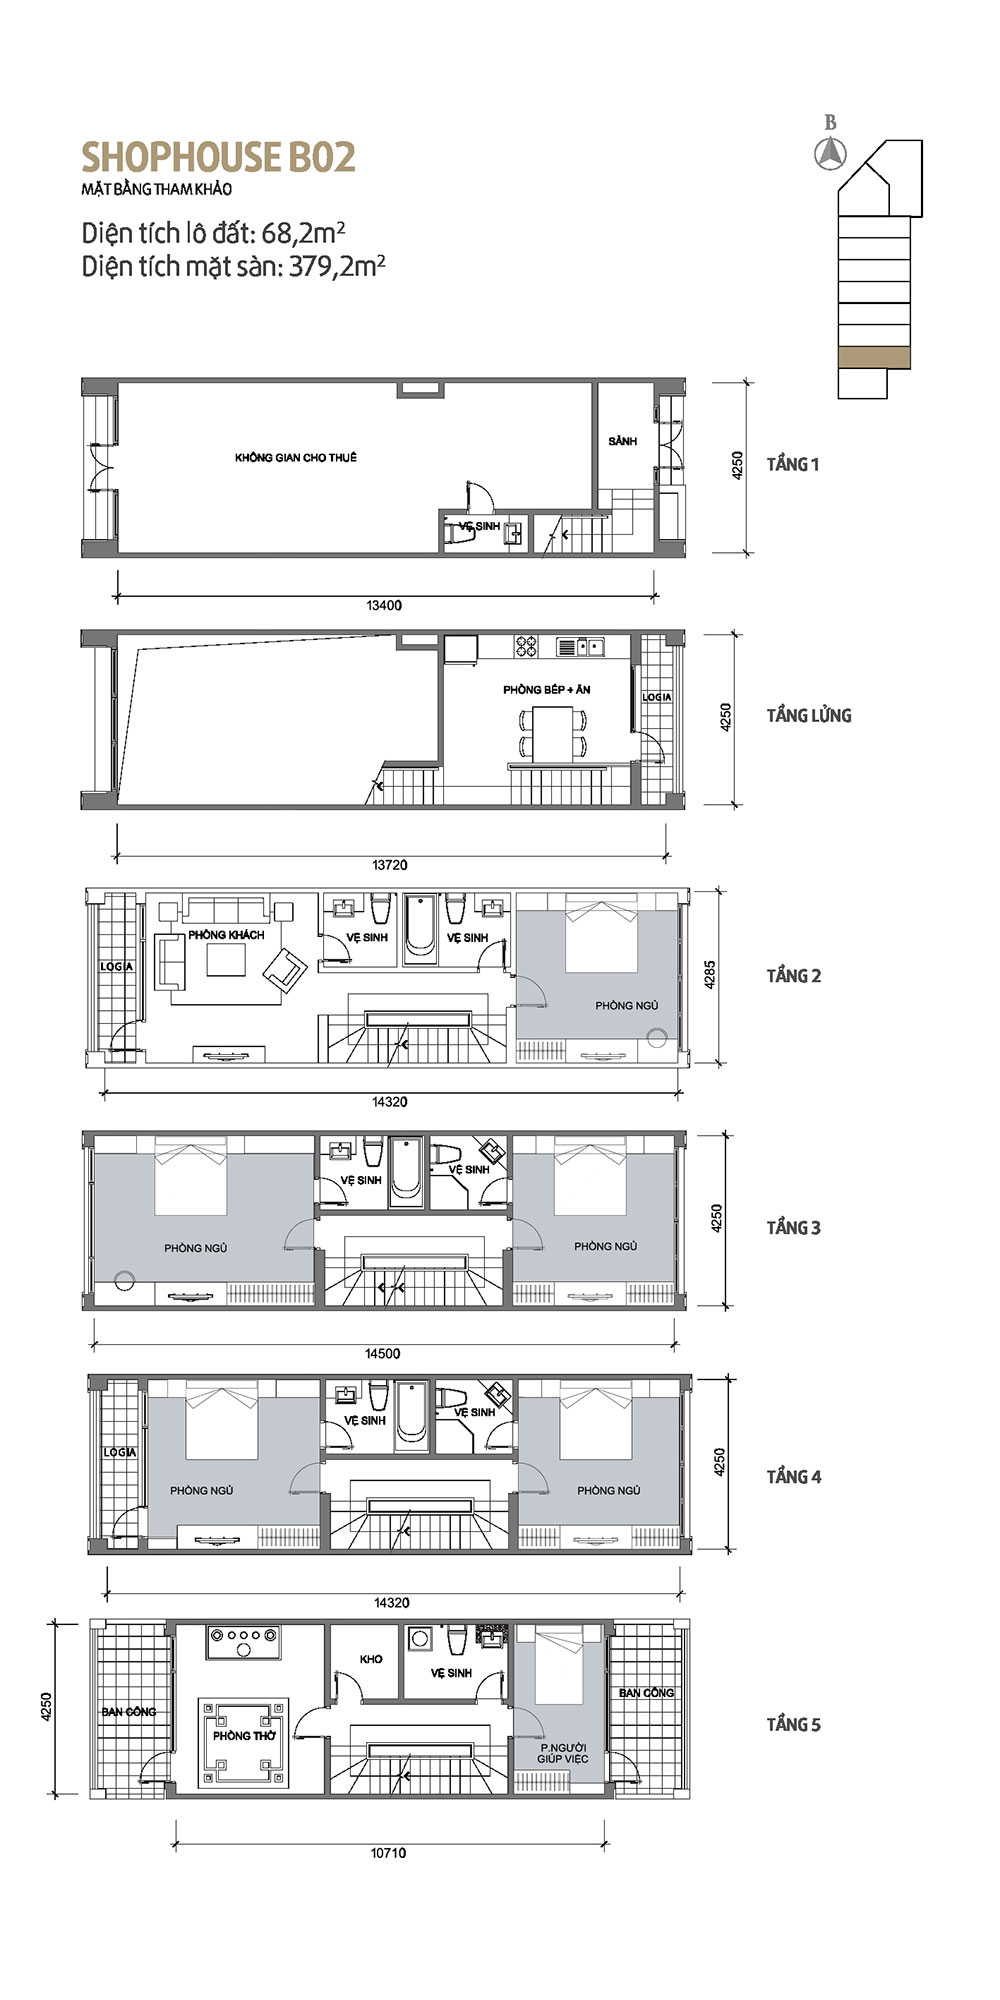 B
SHOPHOUSE B02
MẶT BẰNG THAM KHẢO
Diện tích lô đất: 68,2m²
Diện tích mặt sàn: 379,2m²
KHÔNG GIAN CHO THUÊ
SẢNH
VỆ SINH
4250
TẦNG 1
13400
PHÒNG BẾP + ĂN
LOGIA
4250
TẦNG LỬNG
13720
LOGIA
PHÒNG KHÁCH
VỆ SINH
VỆ SINH
PHÒNG NGỦ
4285
TẦNG 2
14320
PHÒNG NGỦ
VỆ SINH
VỆ SINH
PHÒNG NGỦ
4250
TẦNG 3
14500
LOGIA
PHÒNG NGỦ
VỆ SINH
VỆ SINH
PHÒNG NGỦ
4250
TẦNG 4
14320
4250
BAN CÔNG
PHÒNG THỜ
KHO
VỆ SINH
P.NGƯỜI
GIÚP VIỆC
BAN CÔNG
TẦNG 5
10710